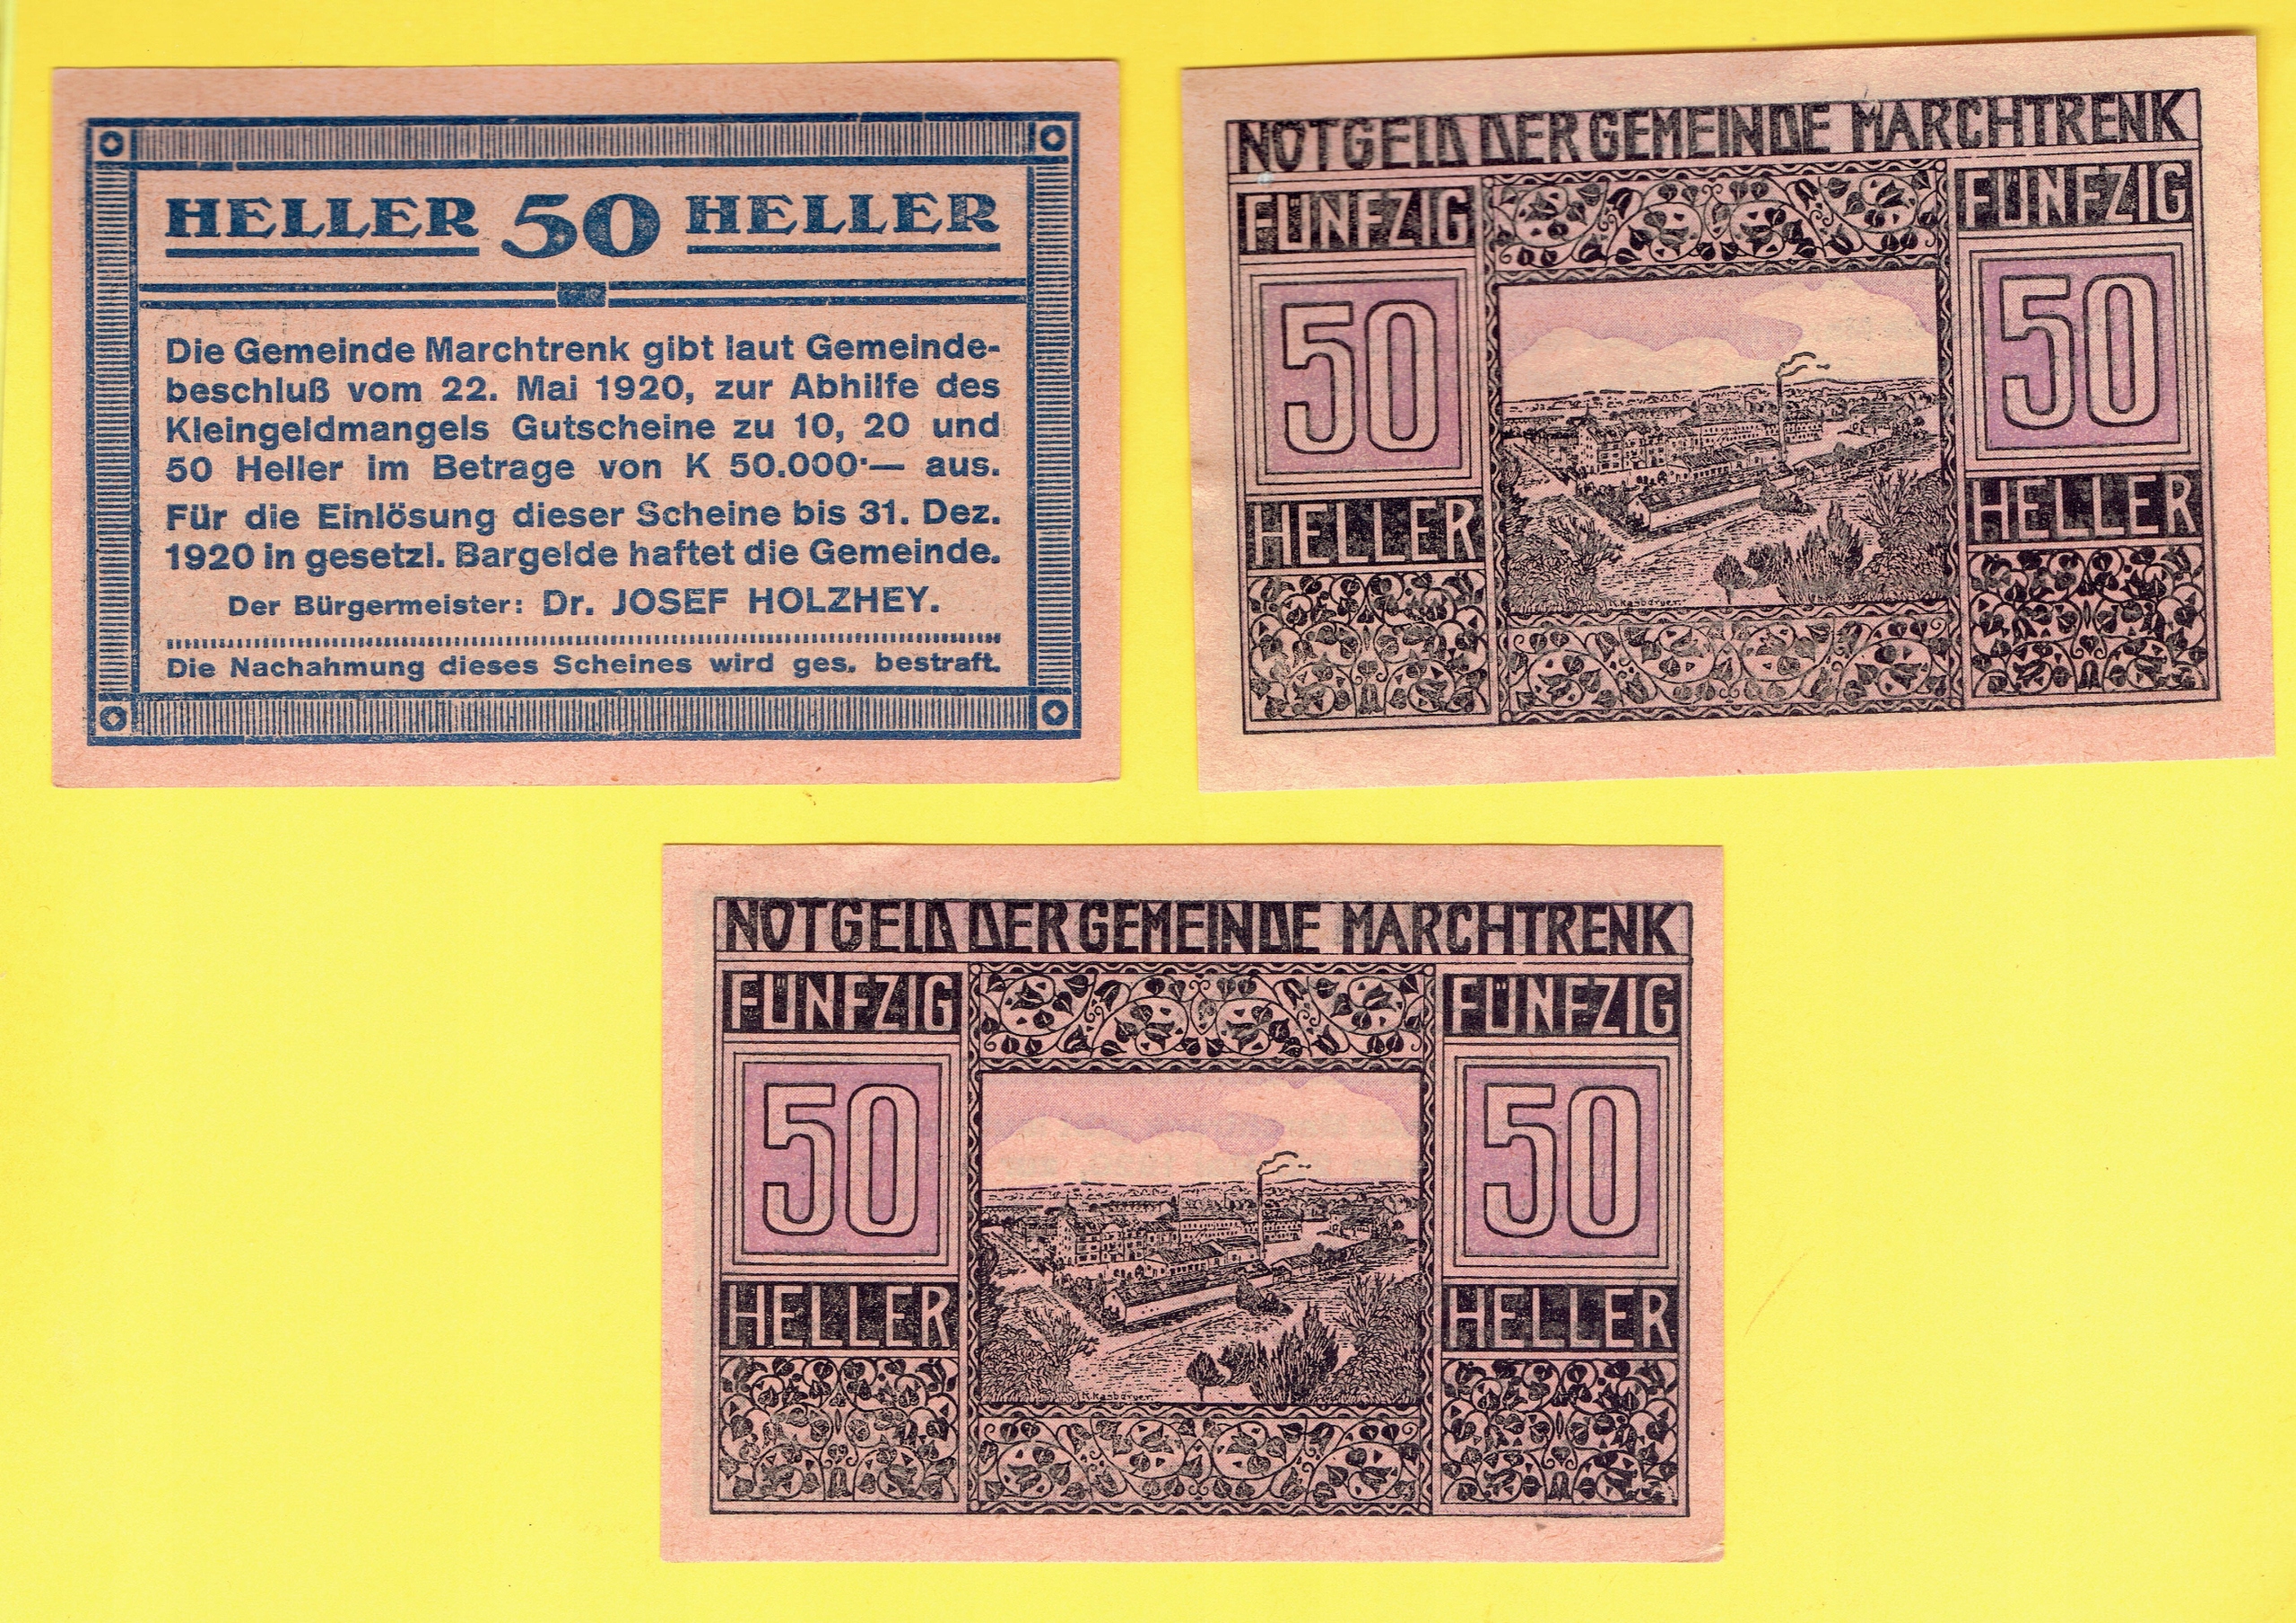 HELLER 50 HELLER
Die Gemeinde Marchtrenk gibt laut Gemeinde-
beschluß vom 22. Mai 1920, zur Abhilfe des
Kleingeldmangels Gutscheine zu 10, 20 und
50 Heller im Betrage von K 50.000·— aus.
Für die Einlösung dieser Scheine bis 31. Dez.
1920 in gesetzl. Bargelde haftet die Gemeinde.
Der Bürgermeister: Dr. JOSEF HOLZHEY.
Die Nachahmung dieses Scheines wird ges. bestraft.
NOTGELD DER GEMEINDE MARCHTRENK
FÜNFZIG FÜNFZIG
50 50
HELLER HELLER
NOTGELD DER GEMEINDE MARCHTRENK
FÜNFZIG FÜNFZIG
50 50
HELLER HELLER